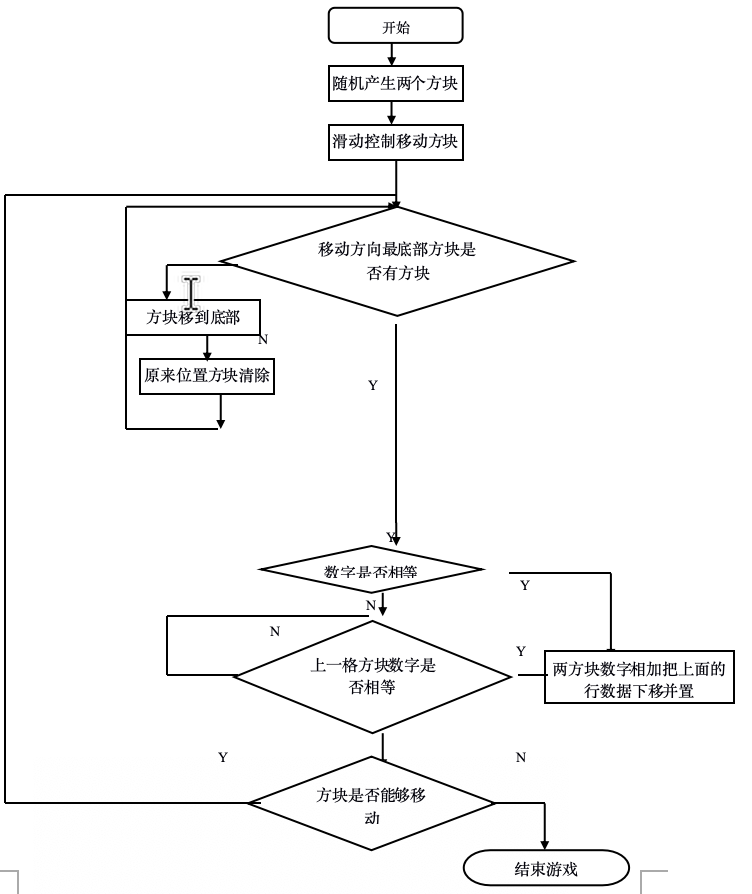 开始
随机产生两个方块
滑动控制移动方块
移动方向最底部方块是
否有方块
方块移到底部
N
原来位置方块清除
Y
Y
数字是否相等
Y
N
N
上一格方块数字是
否相等
Y
两方块数字相加把上面的
行数据下移并置
Y
N
方块是否能够移
动
结束游戏